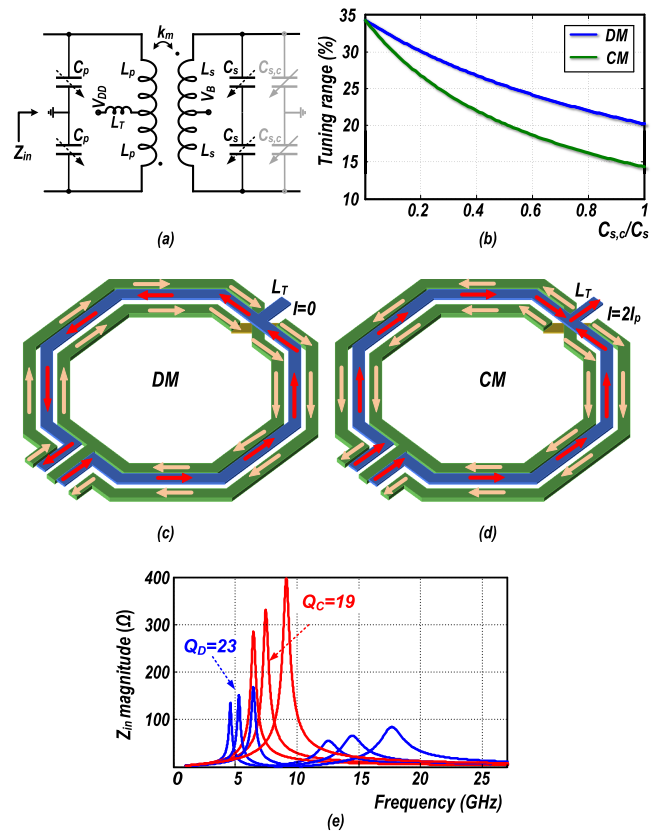 k_m
C_p L_p L_s C_s C_s,c
V_DD V_B
L_T
Z_in
C_p L_p L_s C_s C_s,c
(a)
Tuning range (%)
35
30
25
20
15
10
0.2 0.4 0.6 0.8 1
C_s,c/C_s
DM
CM
(b)
L_T
I=0
DM
(c)
L_T
I=2I_p
CM
(d)
Z_in magnitude (Ω)
400
300
200
100
0 5 10 15 20 25
Frequency (GHz)
Q_C=19
Q_D=23
(e)